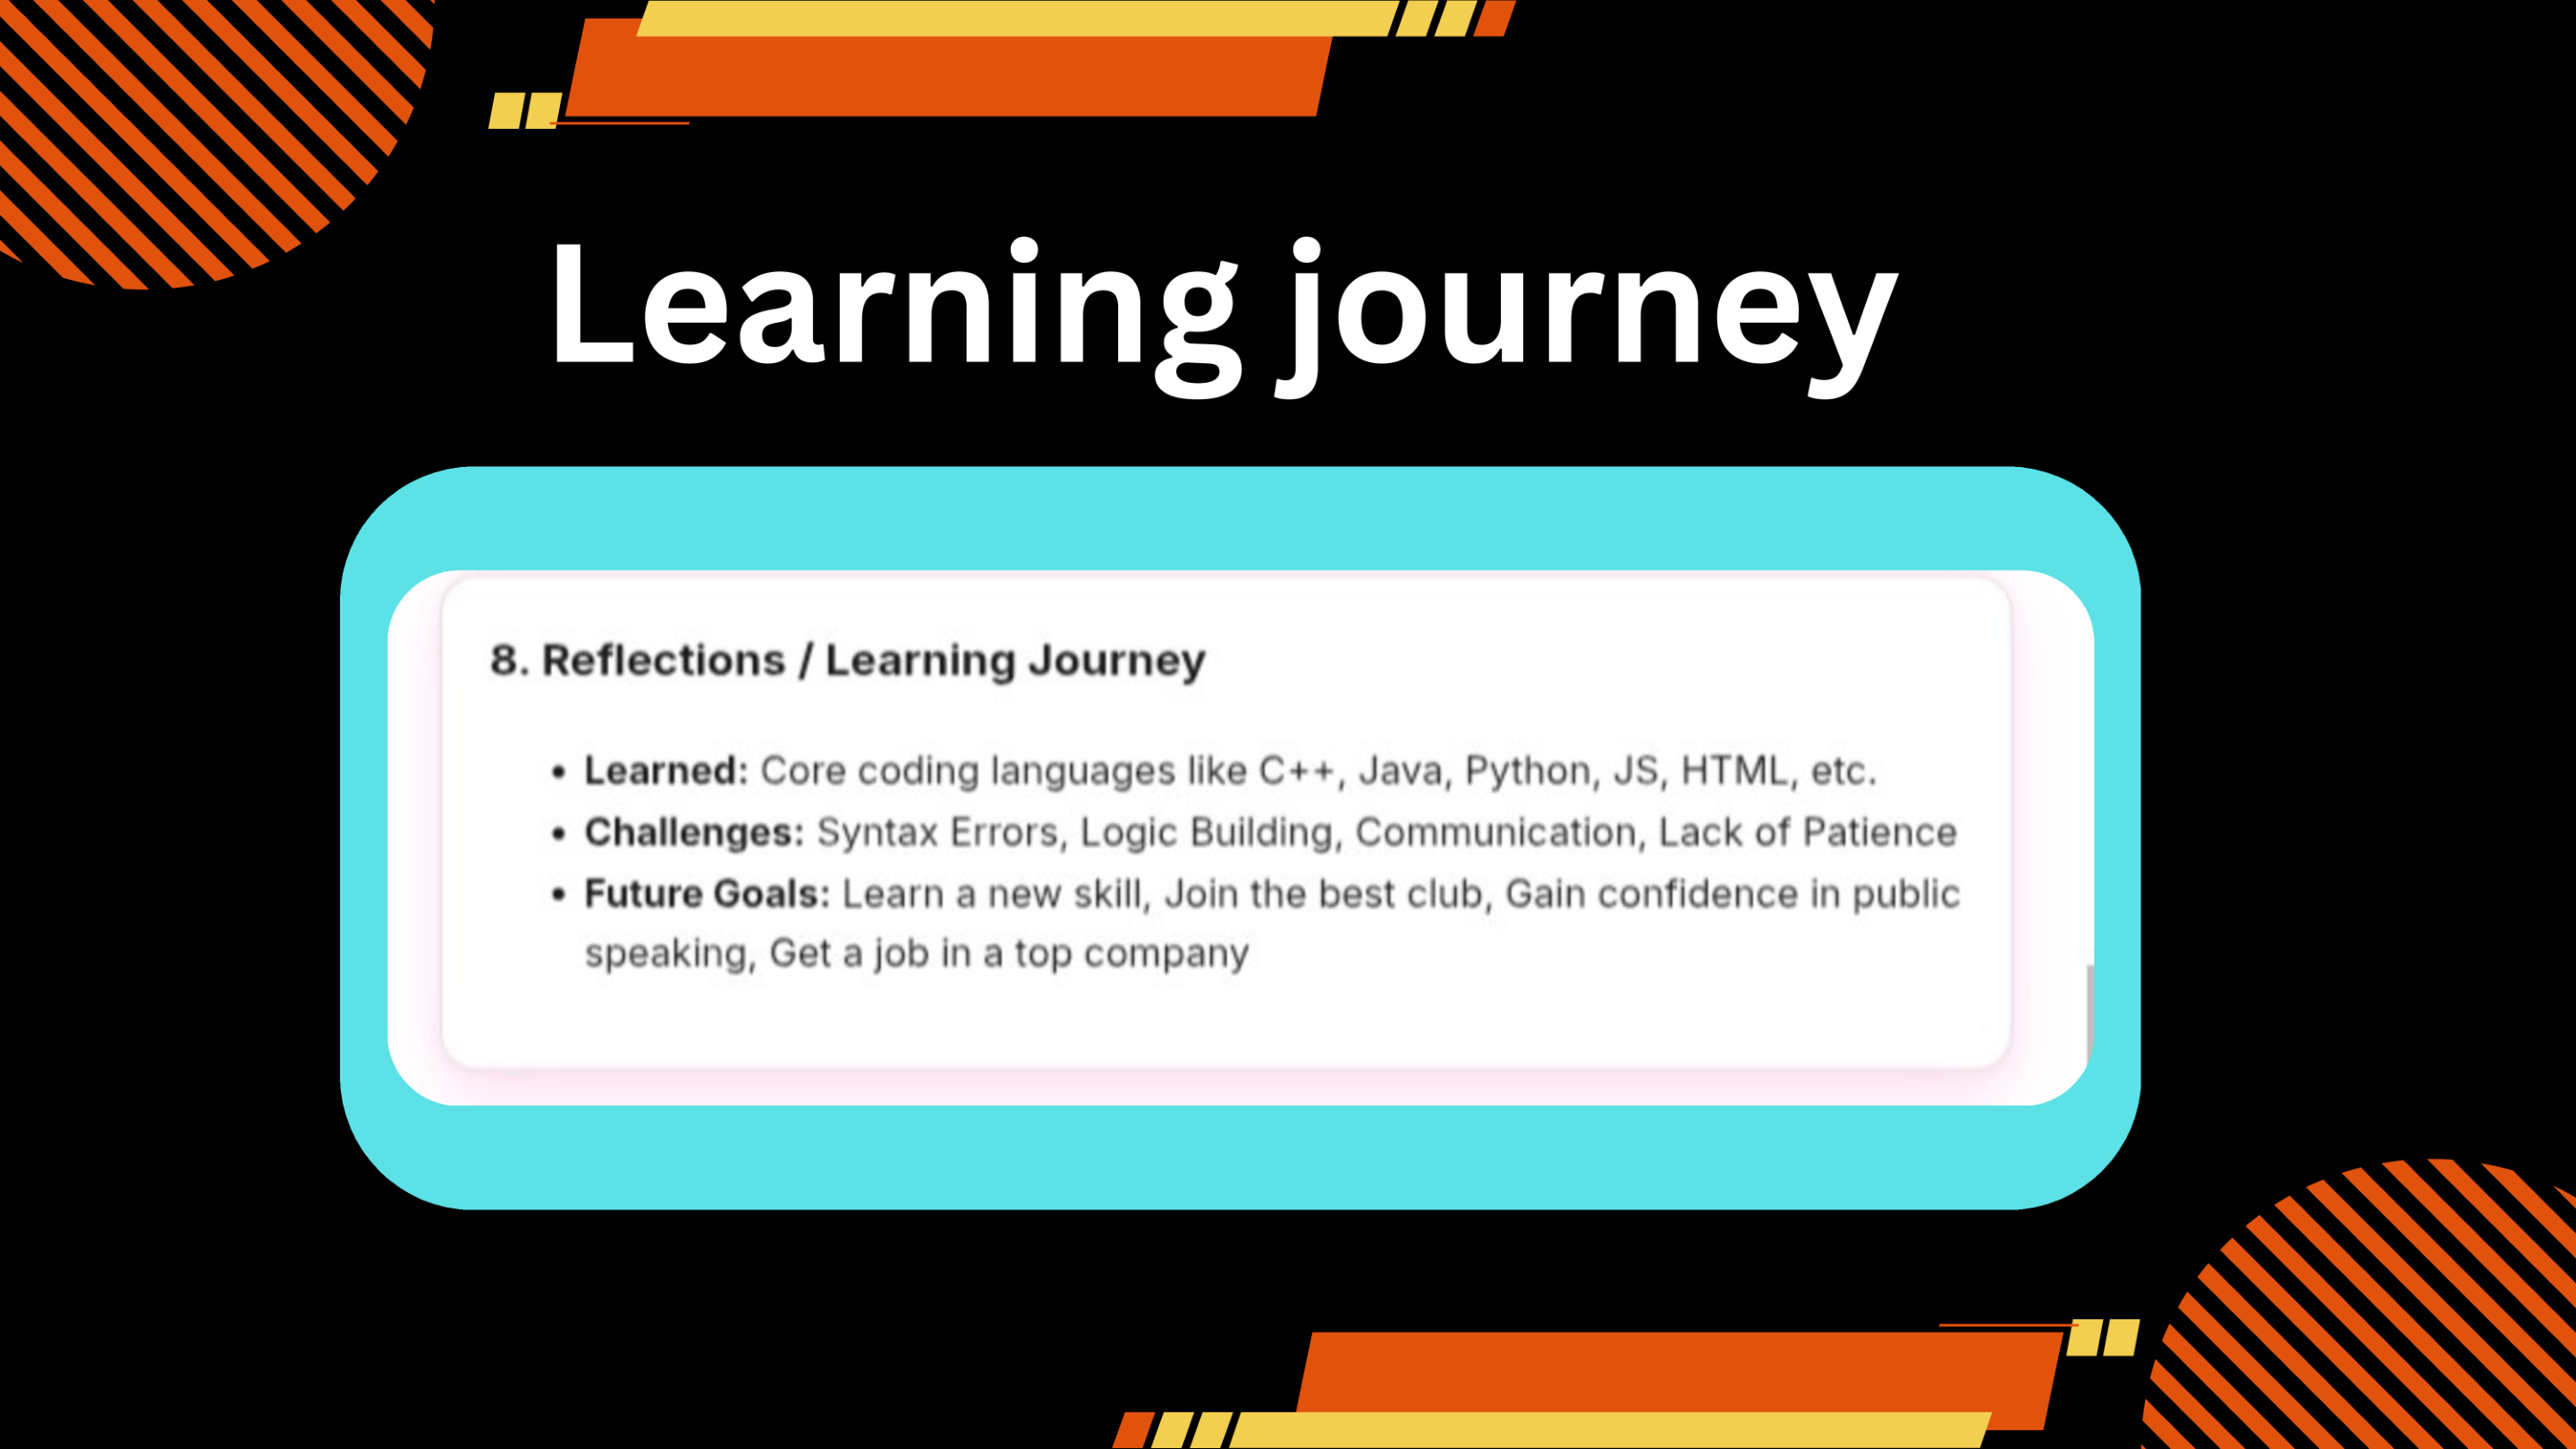 Learning journey
8. Reflections / Learning Journey
• Learned: Core coding languages like C++, Java, Python, JS, HTML, etc.
• Challenges: Syntax Errors, Logic Building, Communication, Lack of Patience
• Future Goals: Learn a new skill, Join the best club, Gain confidence in public
speaking, Get a job in a top company